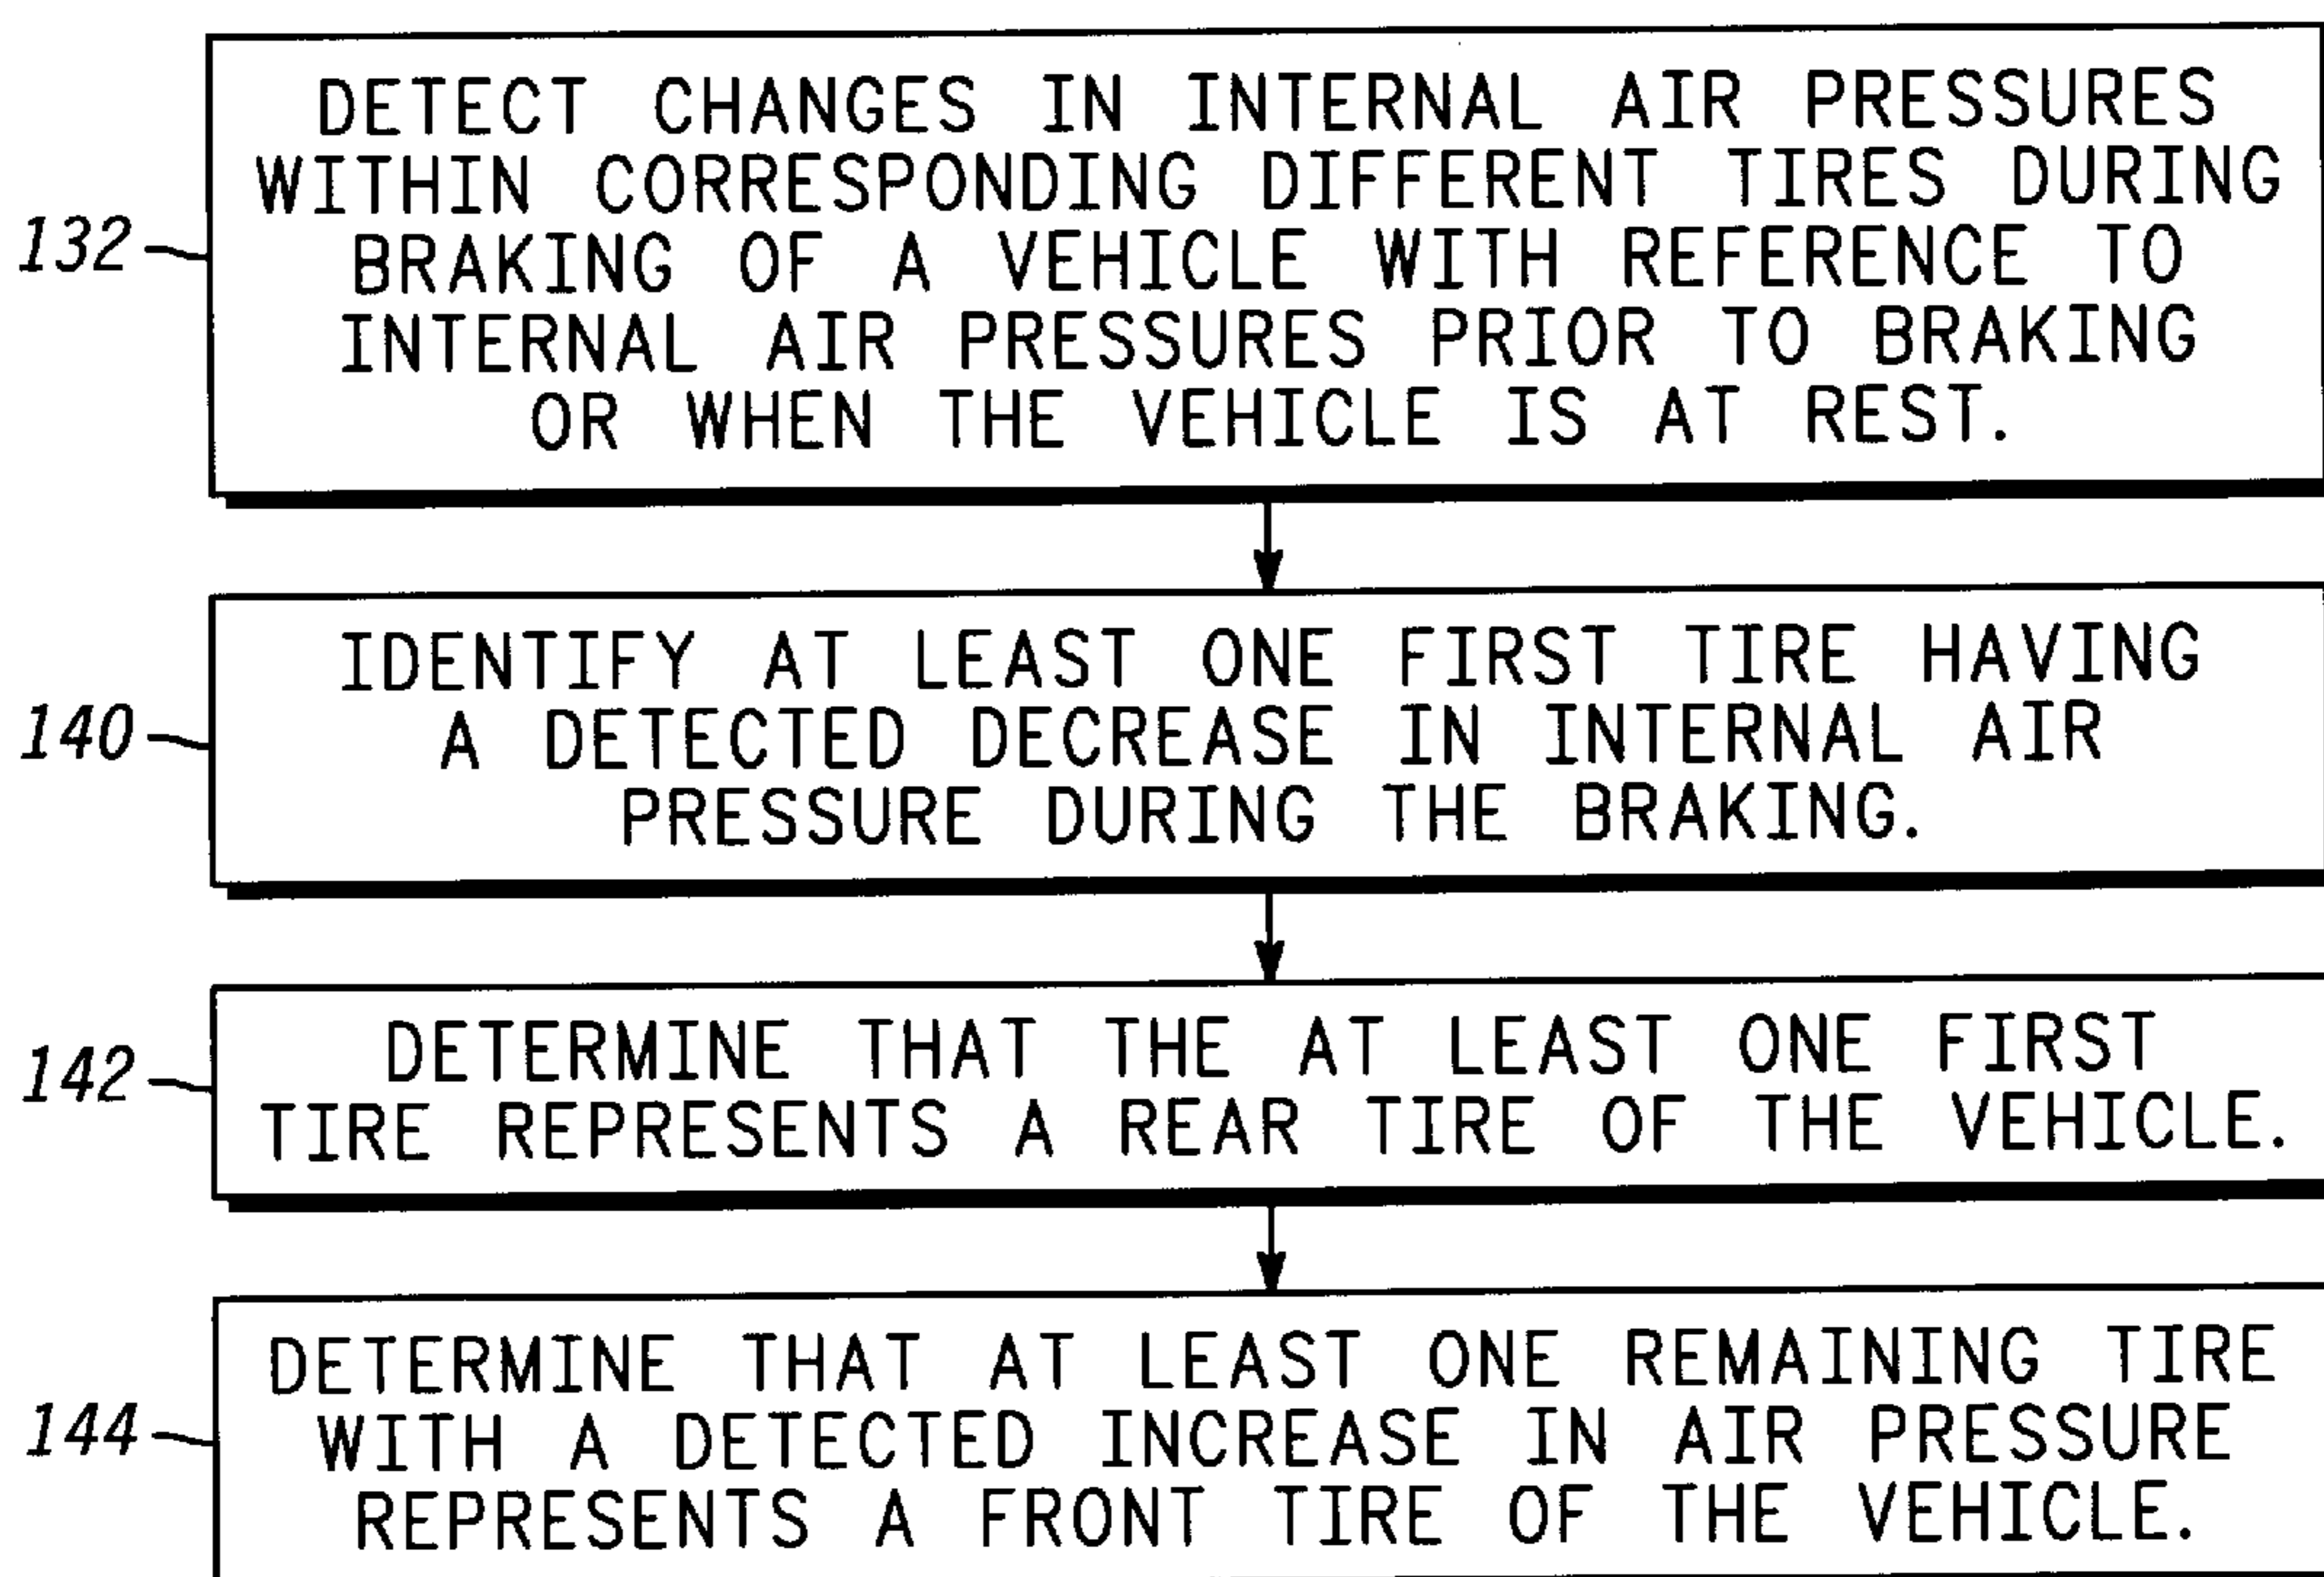 DETECT CHANGES IN INTERNAL AIR PRESSURES
WITHIN CORRESPONDING DIFFERENT TIRES DURING
132
BRAKING OF A VEHICLE WITH REFERENCE TO
INTERNAL AIR PRESSURES PRIOR TO BRAKING
OR WHEN THE VEHICLE IS AT REST.
IDENTIFY AT LEAST ONE FIRST TIRE HAVING
140
A DETECTED DECREASE IN INTERNAL AIR
PRESSURE DURING THE BRAKING.
142
DETERMINE THAT THE AT LEAST ONE FIRST
TIRE REPRESENTS A REAR TIRE OF THE VEHICLE.
DETERMINE THAT AT LEAST ONE REMAINING TIRE
144
WITH A DETECTED INCREASE IN AIR PRESSURE
REPRESENTS A FRONT TIRE OF THE VEHICLE.